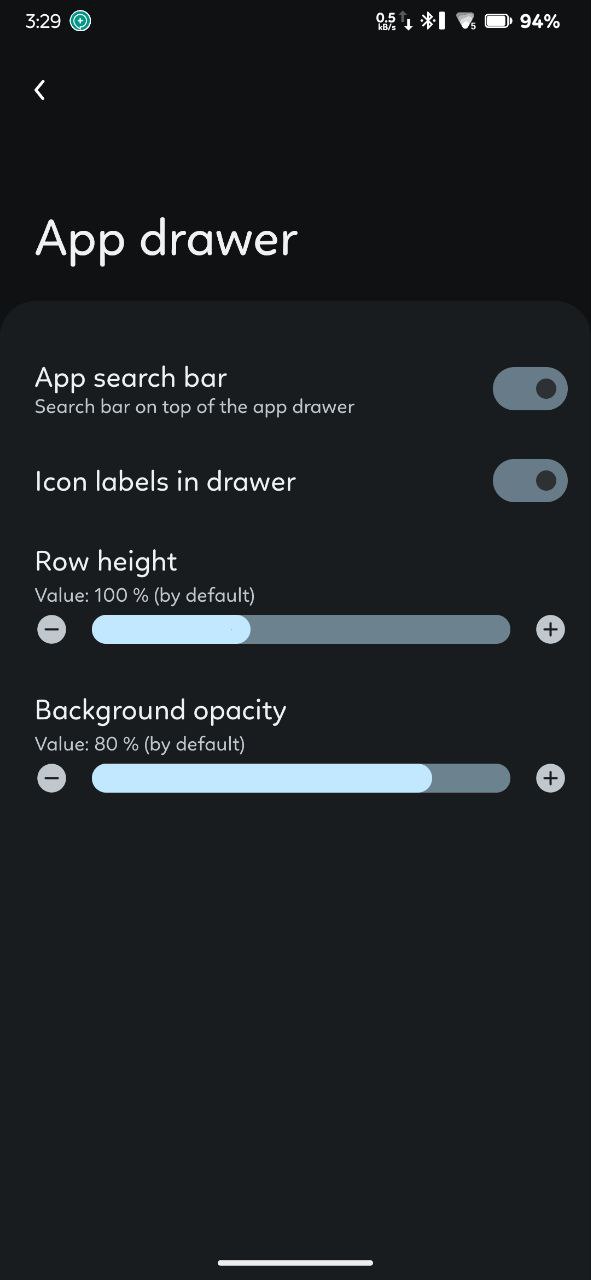 3:29
0.5 kB/s
5
94%
App drawer
App search bar
Search bar on top of the app drawer
Icon labels in drawer
Row height
Value: 100 % (by default)
Background opacity
Value: 80 % (by default)